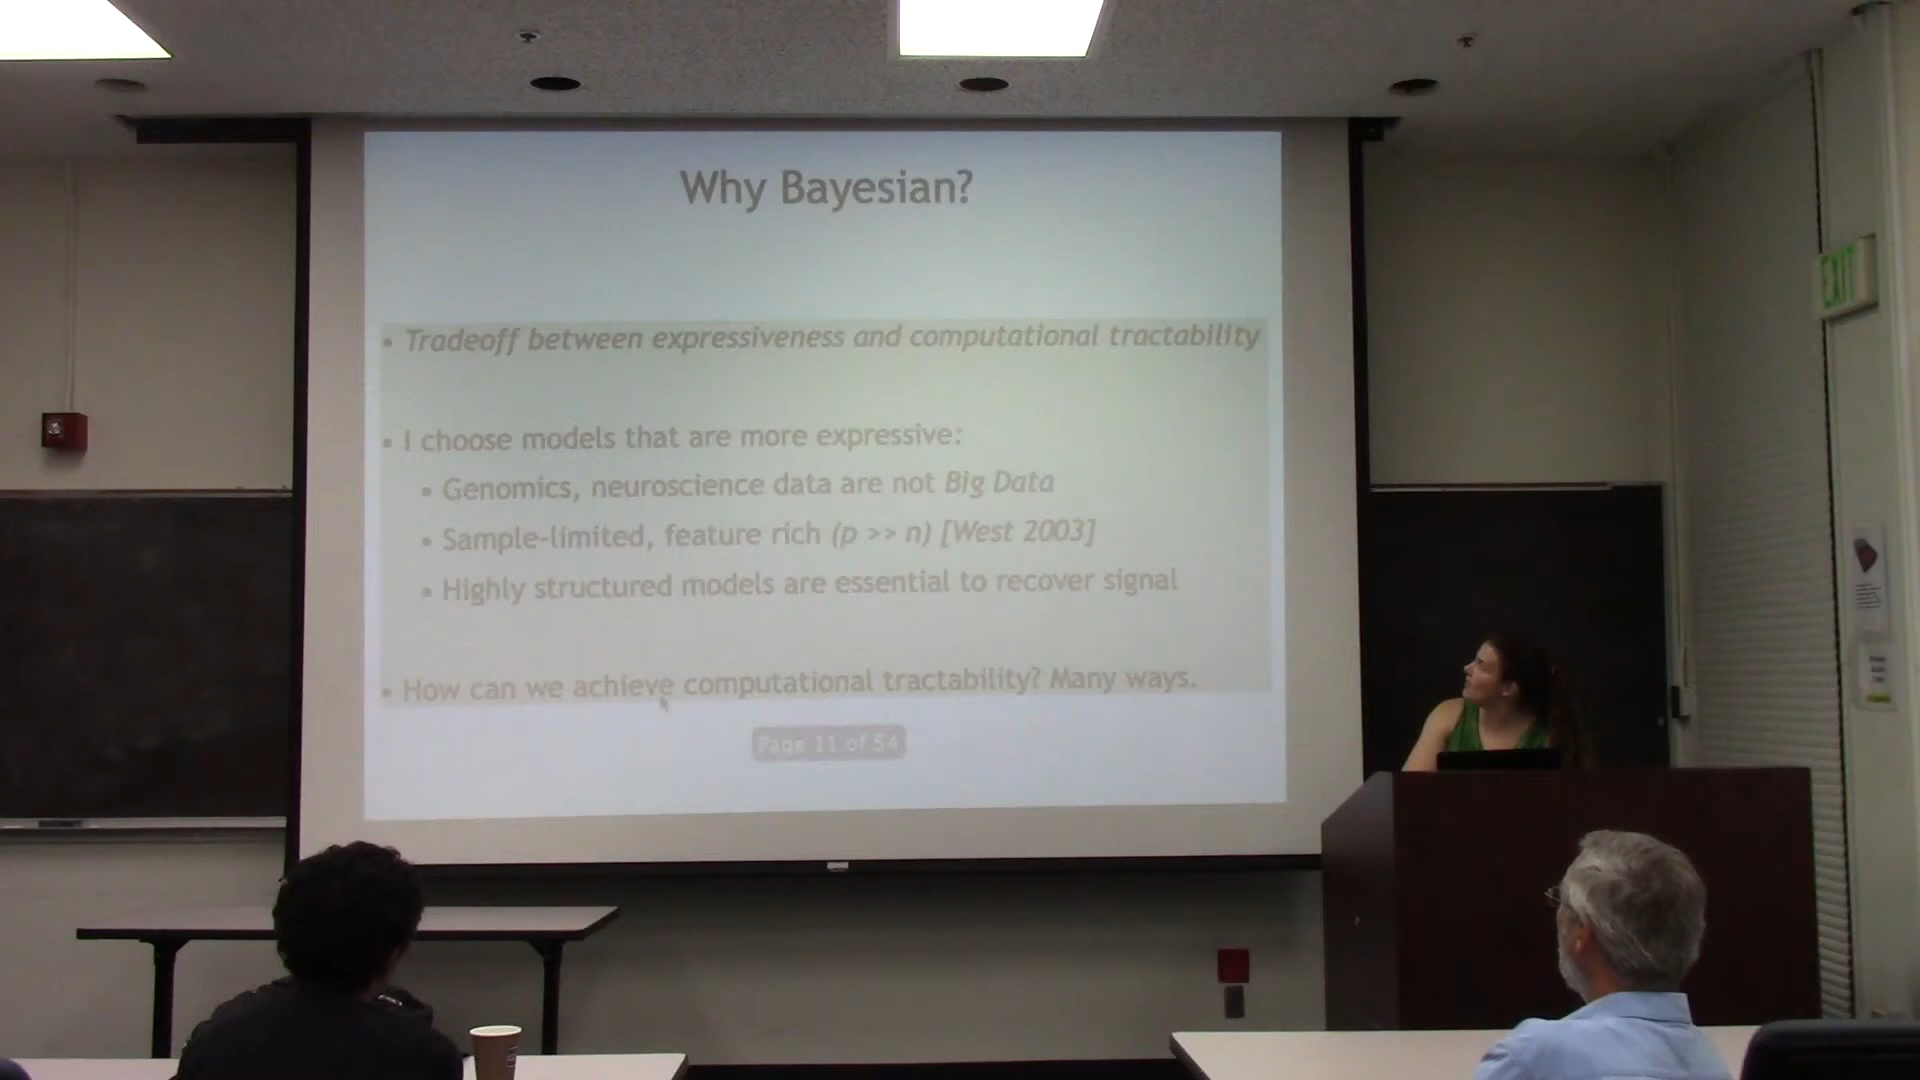 Why Bayesian?
• Tradeoff between expressiveness and computational tractability
• I choose models that are more expressive:
• Genomics, neuroscience data are not Big Data
• Sample-limited, feature rich (p >> n) [West 2003]
• Highly structured models are essential to recover signal
• How can we achieve computational tractability? Many ways.
Page 11 of 54
EXIT